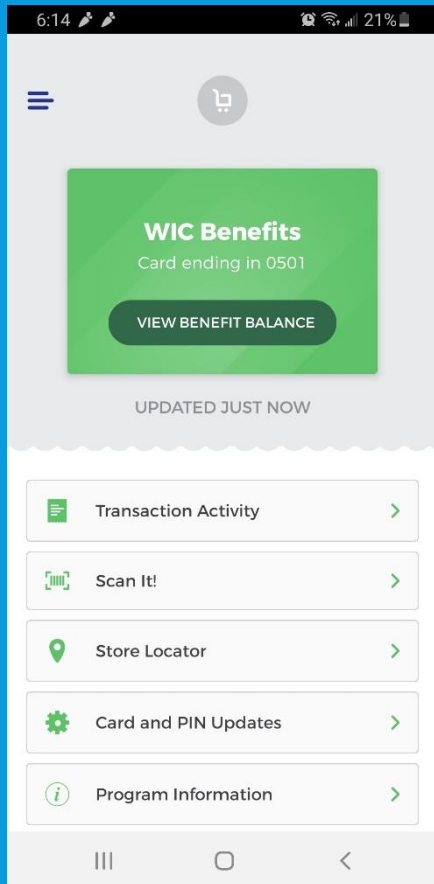 6:14 21%
WIC Benefits
Card ending in 0501
VIEW BENEFIT BALANCE
UPDATED JUST NOW
Transaction Activity
Scan It!
Store Locator
Card and PIN Updates
Program Information